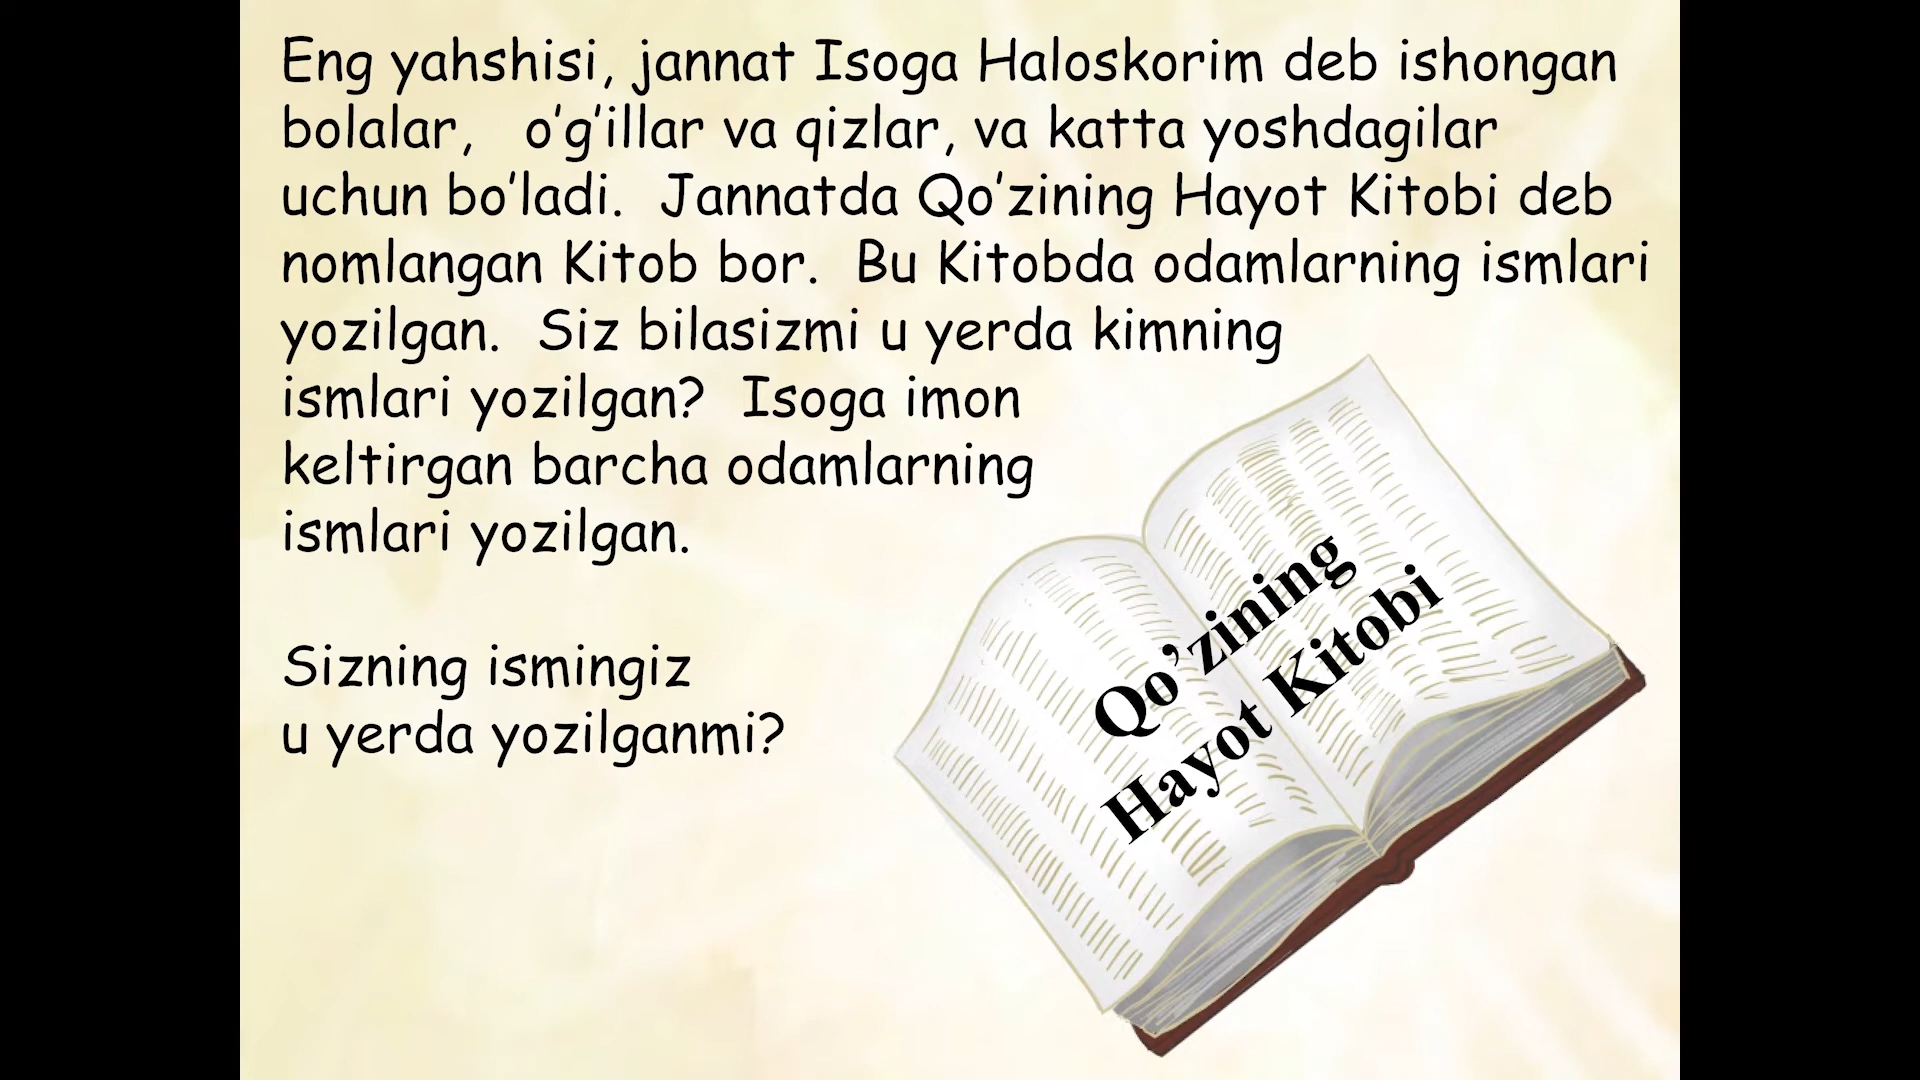 Eng yahshisi, jannat Isoga Haloskorim deb ishongan
bolalar,   o'g'illar va qizlar, va katta yoshdagilar
uchun bo'ladi.  Jannatda Qo'zining Hayot Kitobi deb
nomlangan Kitob bor.  Bu Kitobda odamlarning ismlari
yozilgan.  Siz bilasizmi u yerda kimning
ismlari yozilgan?  Isoga imon
keltirgan barcha odamlarning
ismlari yozilgan.
Sizning ismingiz
u yerda yozilganmi?
Qo'zining
Hayot Kitobi